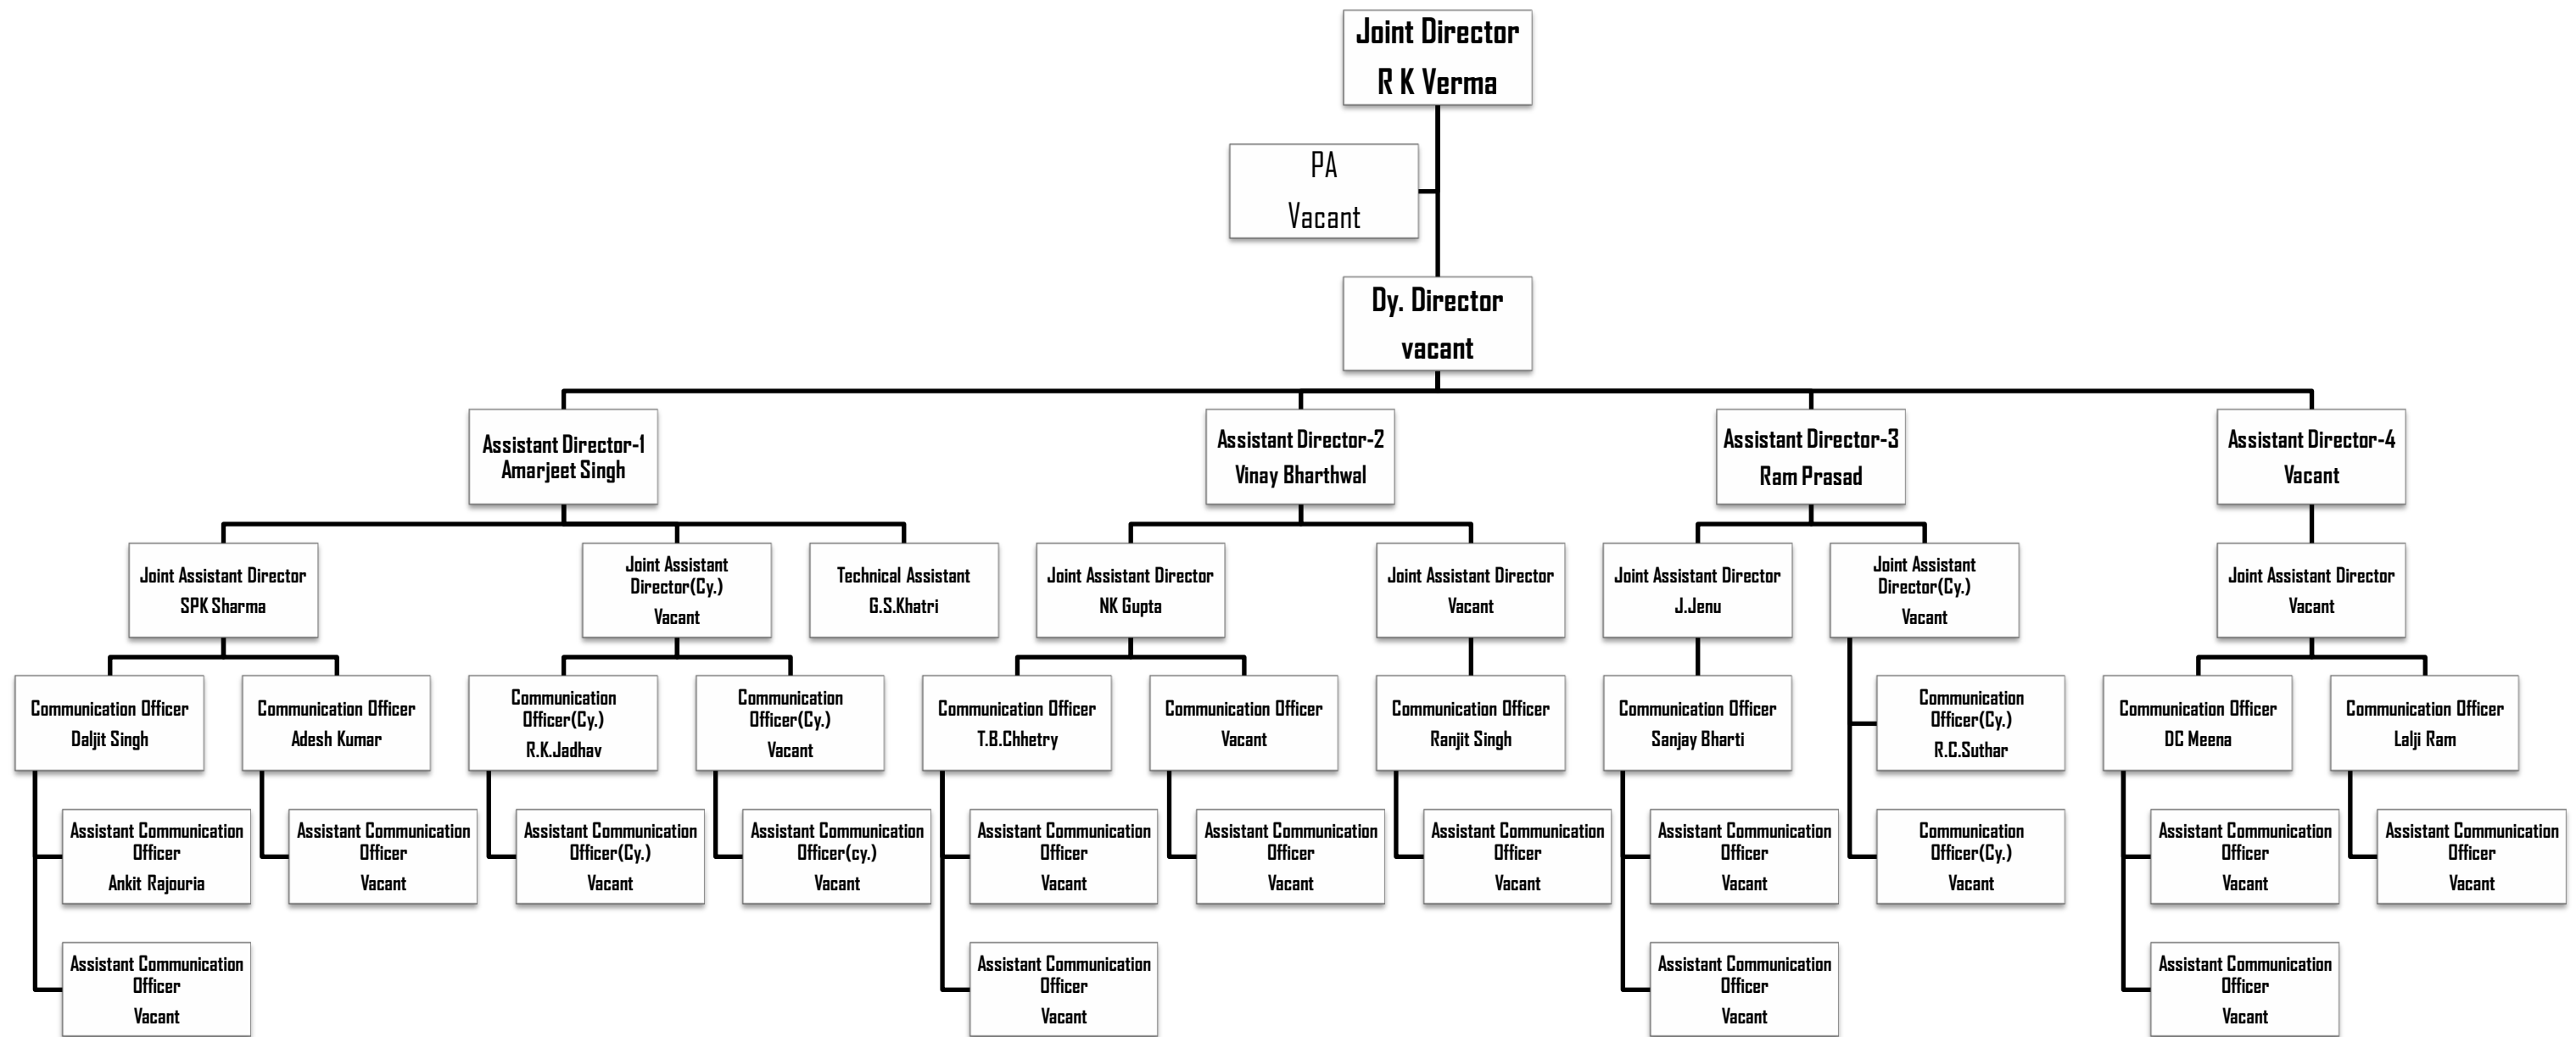 Joint Director
R K Verma
PA
Vacant
Dy. Director
vacant
Assistant Director-1
Amarjeet Singh
Assistant Director-2
Vinay Bharthwal
Assistant Director-3
Ram Prasad
Assistant Director-4
Vacant
Joint Assistant Director
SPK Sharma
Joint Assistant
Director(Cy.)
Vacant
Technical Assistant
G.S.Khatri
Joint Assistant Director
NK Gupta
Joint Assistant Director
Vacant
Joint Assistant Director
J.Jenu
Joint Assistant
Director(Cy.)
Vacant
Joint Assistant Director
Vacant
Communication Officer
Daljit Singh
Communication Officer
Adesh Kumar
Communication
Officer(Cy.)
R.K.Jadhav
Communication
Officer(Cy.)
Vacant
Communication Officer
T.B.Chhetry
Communication Officer
Vacant
Communication Officer
Ranjit Singh
Communication Officer
Sanjay Bharti
Communication
Officer(Cy.)
R.C.Suthar
Communication Officer
DC Meena
Communication Officer
Lalji Ram
Assistant Communication
Officer
Ankit Rajouria
Assistant Communication
Officer
Vacant
Assistant Communication
Officer(Cy.)
Vacant
Assistant Communication
Officer(cy.)
Vacant
Assistant Communication
Officer
Vacant
Assistant Communication
Officer
Vacant
Assistant Communication
Officer
Vacant
Assistant Communication
Officer
Vacant
Communication
Officer(Cy.)
Vacant
Assistant Communication
Officer
Vacant
Assistant Communication
Officer
Vacant
Assistant Communication
Officer
Vacant
Assistant Communication
Officer
Vacant
Assistant Communication
Officer
Vacant
Assistant Communication
Officer
Vacant